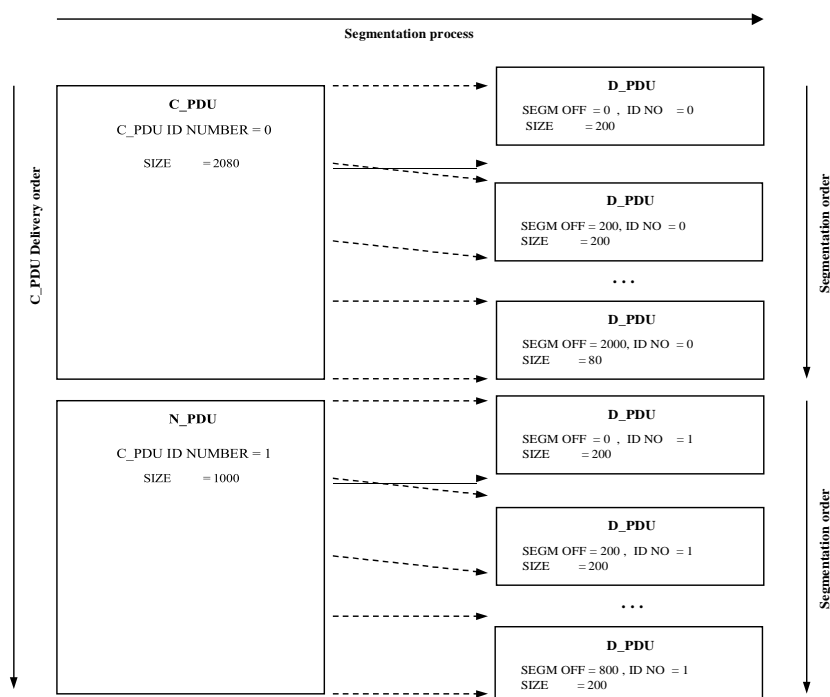 Segmentation process
C_PDU Delivery order
C_PDU
C_PDU ID NUMBER = 0
SIZE = 2080
D_PDU
SEGM OFF = 0 , ID NO = 0
SIZE = 200
D_PDU
SEGM OFF = 200, ID NO = 0
SIZE = 200
...
D_PDU
SEGM OFF = 2000, ID NO = 0
SIZE = 80
Segmentation order
N_PDU
C_PDU ID NUMBER = 1
SIZE = 1000
D_PDU
SEGM OFF = 0 , ID NO = 1
SIZE = 200
D_PDU
SEGM OFF = 200 , ID NO = 1
SIZE = 200
...
D_PDU
SEGM OFF = 800 , ID NO = 1
SIZE = 200
Segmentation order